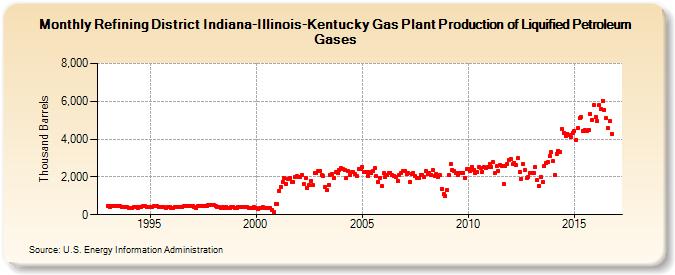 Monthly Refining District Indiana-Illinois-Kentucky Gas Plant Production of Liquified Petroleum
Gases
Thousand Barrels
8,000
6,000
4,000
2,000
0
1995
2000
2005
2010
2015
Source: U.S. Energy Information Administration